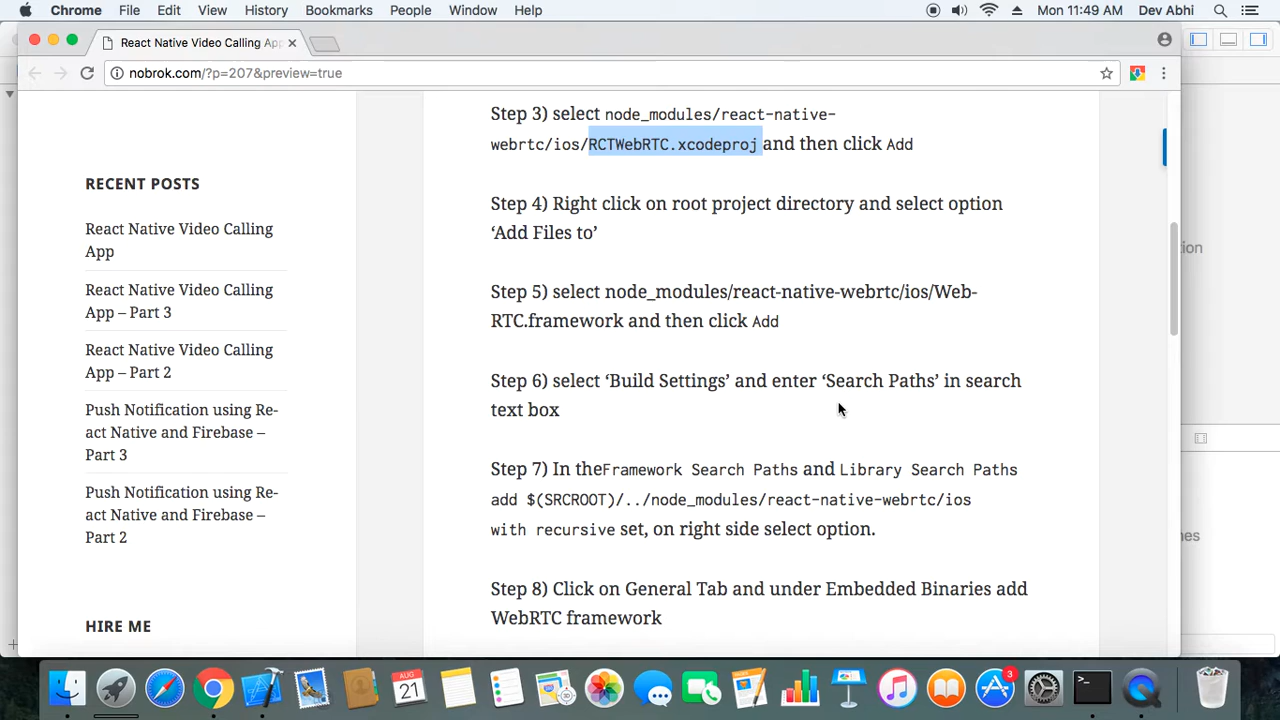 Chrome File Edit View History Bookmarks People Window Help Mon 11:49 AM Dev Abhi
React Native Video Calling App
nobrok.com/?p=207&preview=true
Step 3) select node_modules/react-native-
webrtc/ios/RCTWebRTC.xcodeproj and then click Add
RECENT POSTS
Step 4) Right click on root project directory and select option
‘Add Files to’
React Native Video Calling
App
React Native Video Calling
App – Part 3
Step 5) select node_modules/react-native-webrtc/ios/Web-
RTC.framework and then click Add
React Native Video Calling
App – Part 2
Step 6) select ‘Build Settings’ and enter ‘Search Paths’ in search
text box
Push Notification using Re-
act Native and Firebase –
Part 3
Step 7) In theFramework Search Paths and Library Search Paths
add $(SRCROOT)/../node_modules/react-native-webrtc/ios
with recursive set, on right side select option.
Push Notification using Re-
act Native and Firebase –
Part 2
Step 8) Click on General Tab and under Embedded Binaries add
WebRTC framework
HIRE ME
AUG
21
3